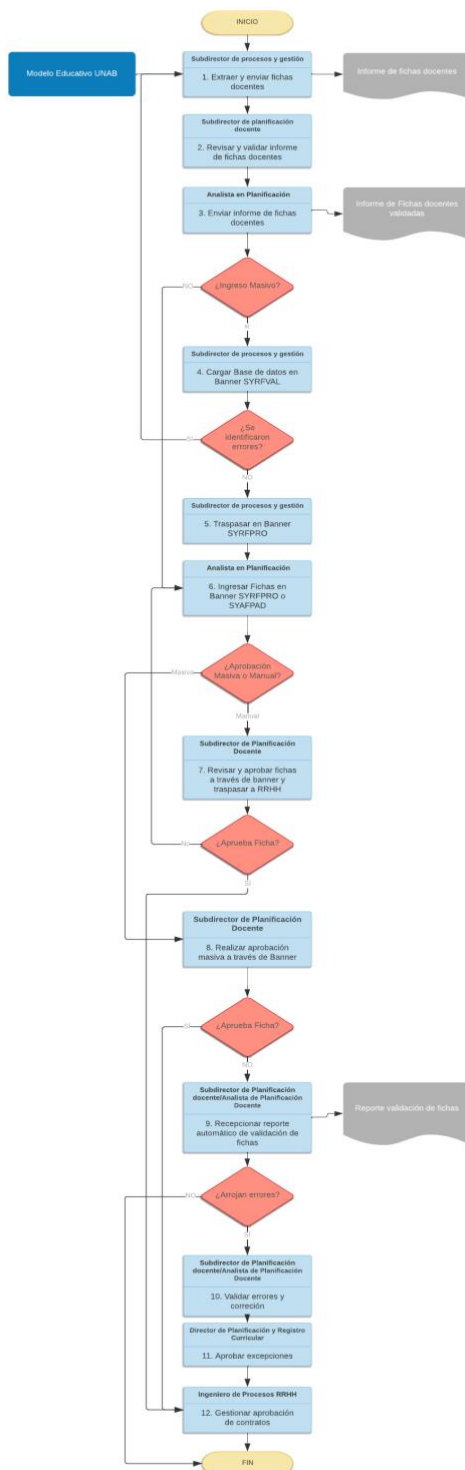 INICIO
Modelo Educativo UNAB
Subdirector de procesos y gestión
1. Extraer y enviar fichas
docentes
Informe de fichas docentes
Subdirector de planificación
docente
2. Revisar y validar informe
de fichas docentes
Analista en Planificación
3. Enviar informe de fichas
docentes
Informe de Fichas docentes
validadas
¿Ingreso Masivo?
NO
Subdirector de procesos y gestión
4. Cargar Base de datos en
Banner SYRFVAL
¿Se
identificaron
errores?
SI
NO
Subdirector de procesos y gestión
5. Traspasar en Banner
SYRFPRO
Analista en Planificación
6. Ingresar Fichas en
Banner SYRFPRO o
SYAFPAD
¿Aprobación
Masiva o Manual?
Masiva
Manual
Subdirector de Planificación
Docente
7. Revisar y aprobar fichas
a través de banner y
traspasar a RRHH
¿Aprueba Ficha?
No
SI
Subdirector de Planificación
Docente
8. Realizar aprobación
masiva a través de Banner
¿Aprueba Ficha?
SI
NO
Subdirector de Planificación
docente/Analista de Planificación
Docente
9. Recepcionar reporte
automático de validación de
fichas
Reporte validación de fichas
¿Arrojan errores?
NO
SI
Subdirector de Planificación
docente/Analista de Planificación
Docente
10. Validar errores y
correción
Director de Planificación y Registro
Curricular
11. Aprobar excepciones
Ingeniero de Procesos RRHH
12. Gestionar aprobación
de contratos
FIN